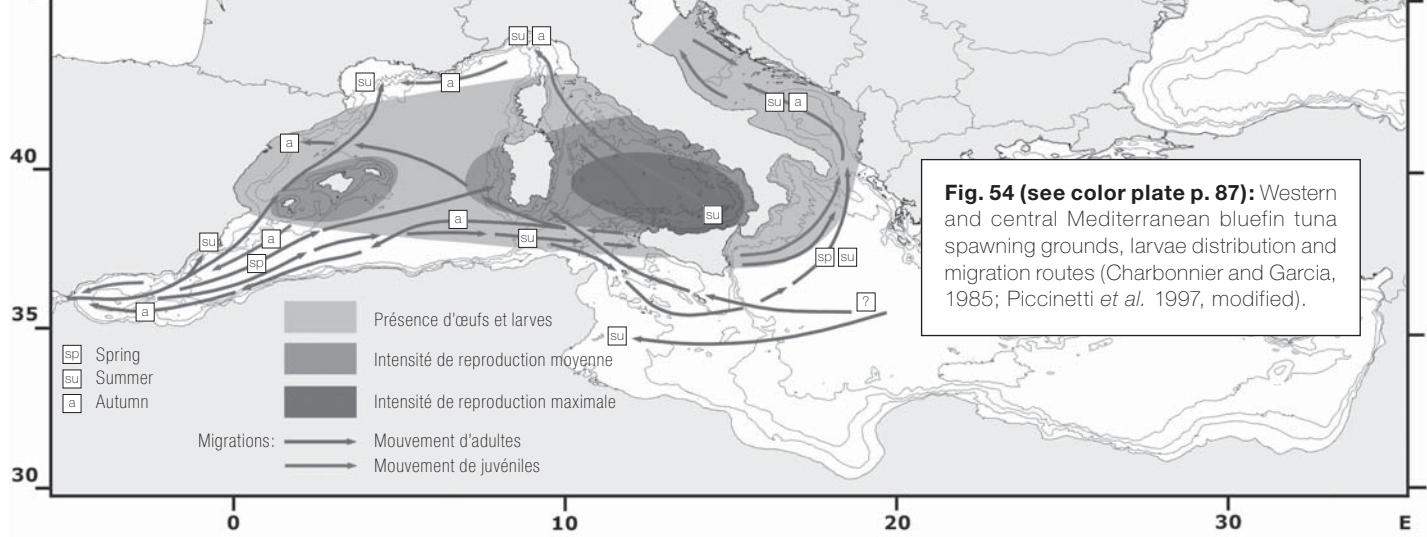 su a
su
a
su a
a
40
su
a
su
su
a
sp
sp su
a
?
su
35
30
0
10
20
30
E
Fig. 54 (see color plate p. 87): Western
and central Mediterranean bluefin tuna
spawning grounds, larvae distribution and
migration routes (Charbonnier and Garcia,
1985; Piccinetti et al. 1997, modified).
sp Spring
su Summer
a Autumn
Présence d'œufs et larves
Intensité de reproduction moyenne
Intensité de reproduction maximale
Migrations:
Mouvement d'adultes
Mouvement de juvéniles